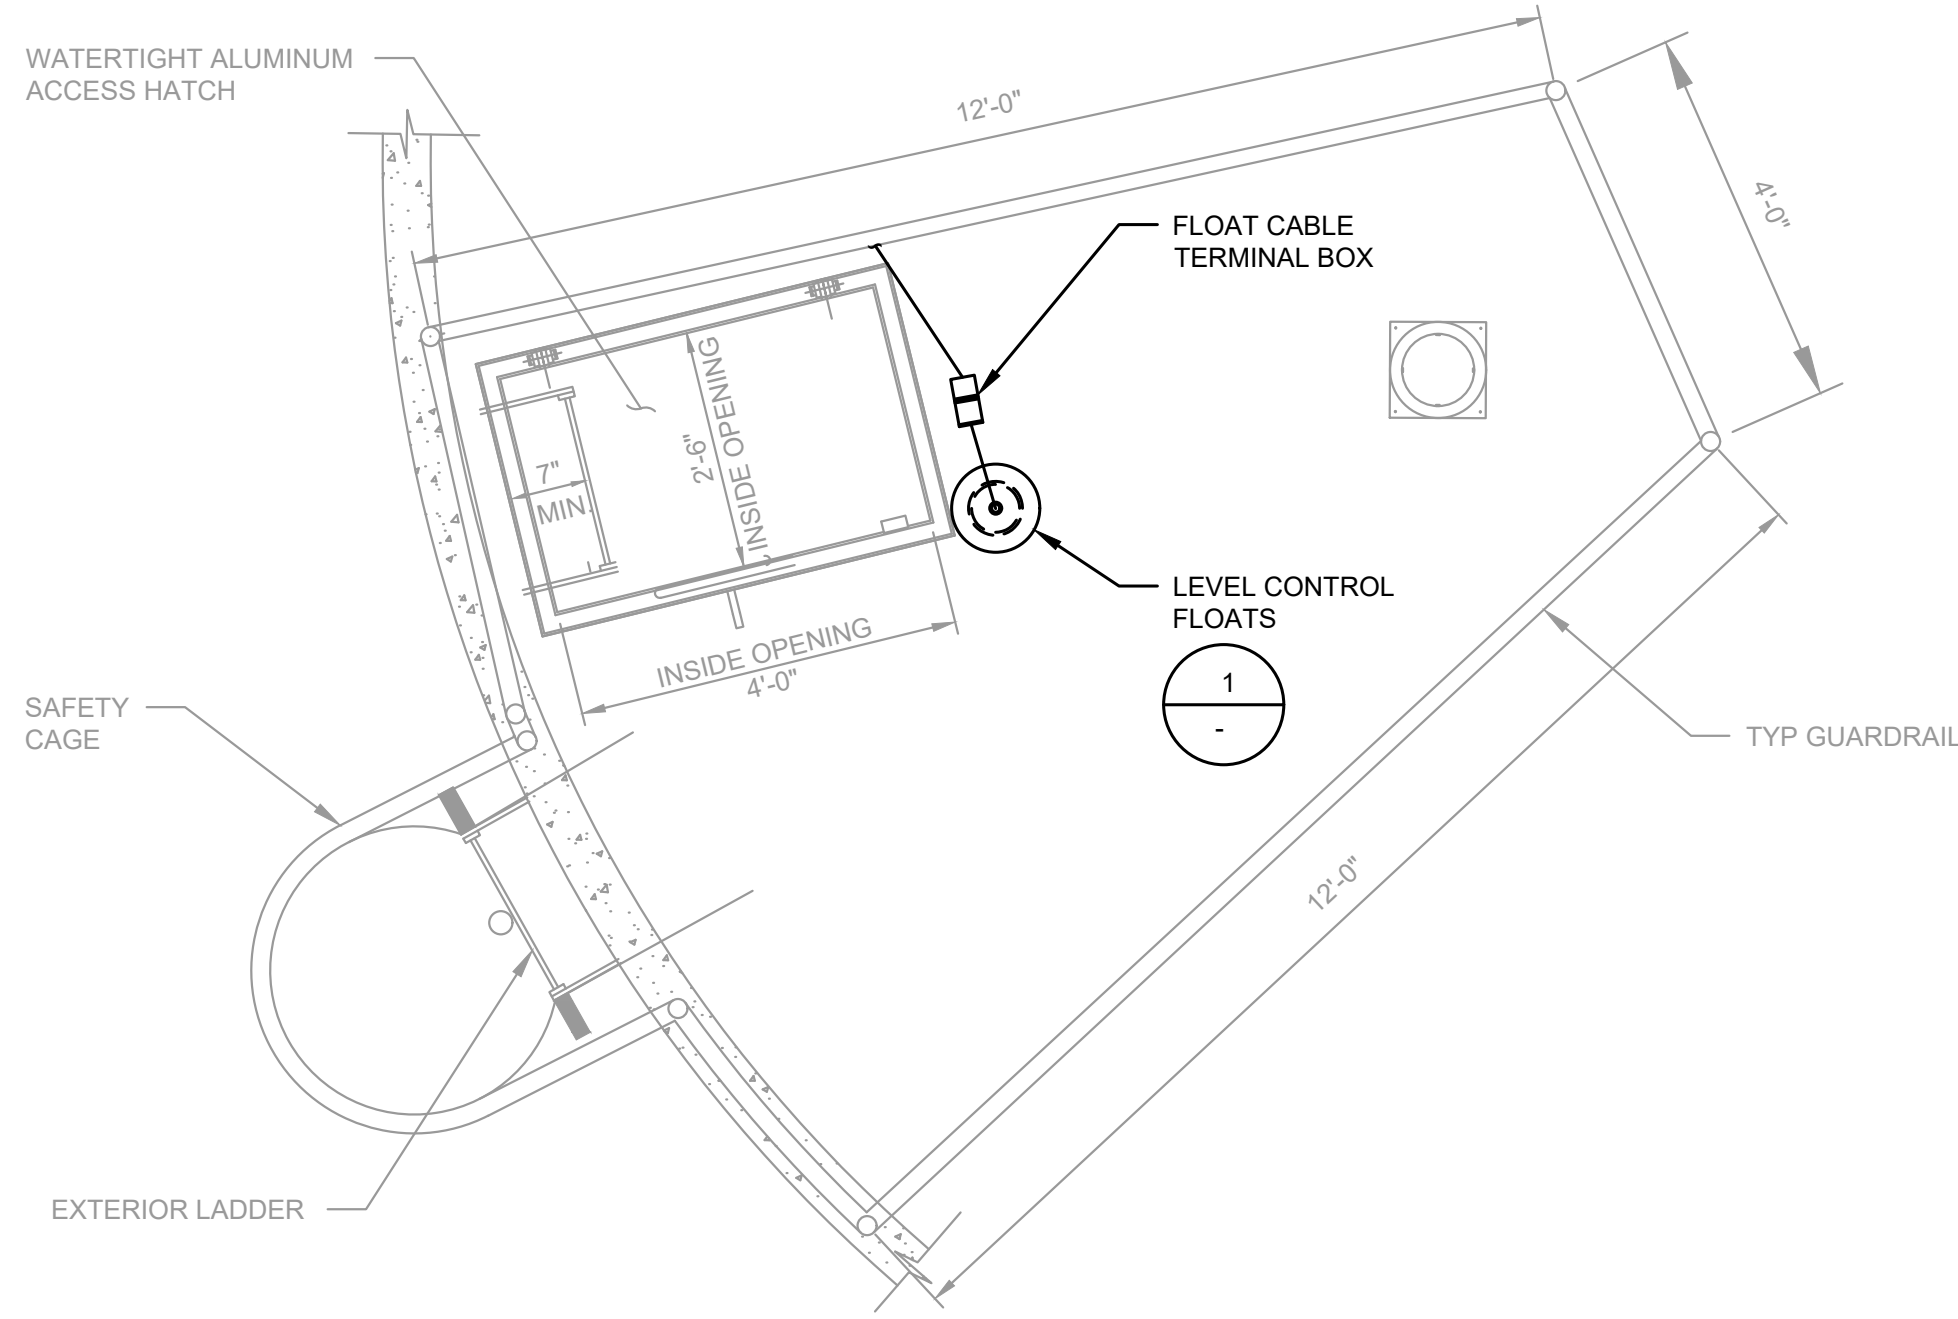 WATERTIGHT ALUMINUM
ACCESS HATCH
12'-0"
4'-0"
FLOAT CABLE
TERMINAL BOX
INSIDE OPENING
2'-6"
7"
MIN.
INSIDE OPENING
4'-0"
LEVEL CONTROL
FLOATS
1
-
SAFETY
CAGE
TYP GUARDRAIL
12'-0"
EXTERIOR LADDER